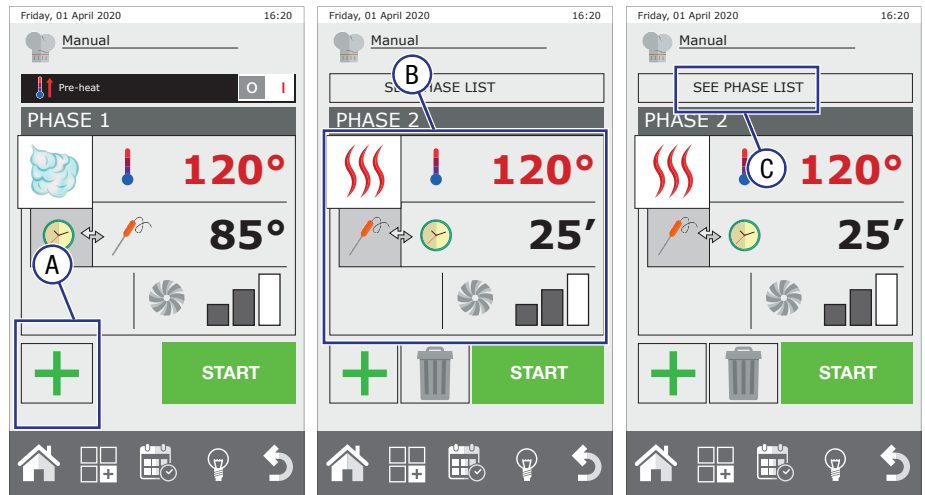 Friday, 01 April 2020 16:20
Manual
Pre-heat O I
PHASE 1
120°
85°
A
START
Friday, 01 April 2020 16:20
Manual
B
SEE PHASE LIST
PHASE 2
120°
25′
START
Friday, 01 April 2020 16:20
Manual
SEE PHASE LIST
PHASE 2
C
120°
25′
START